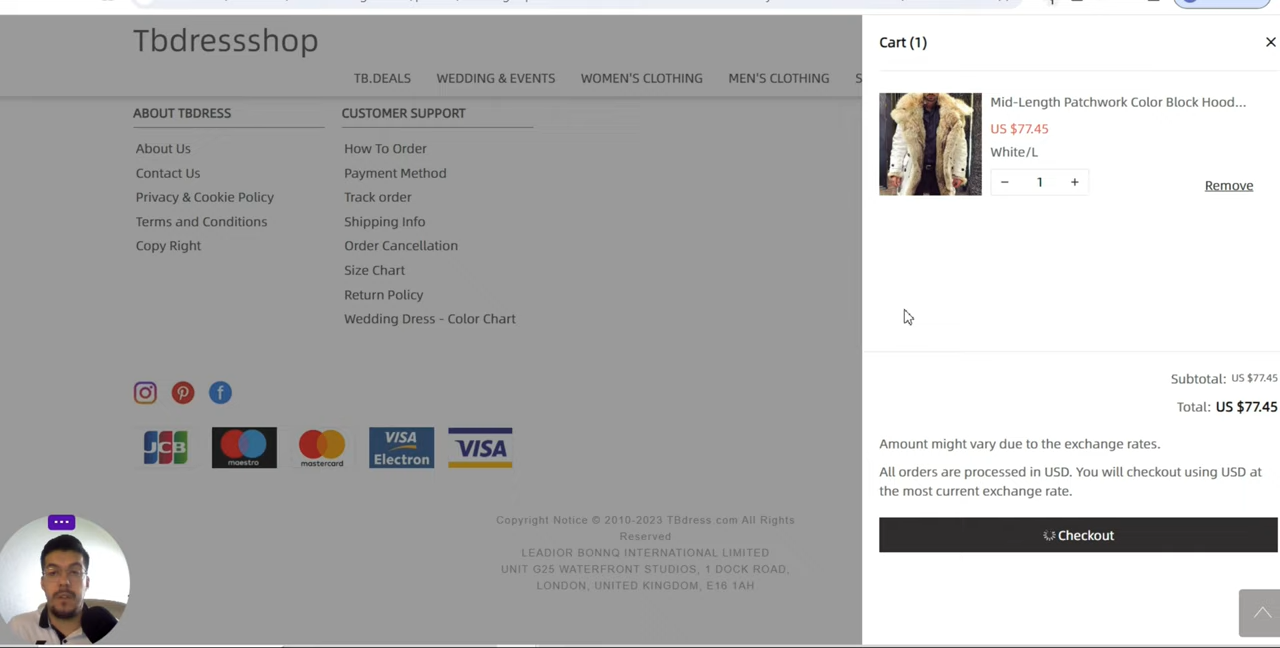 Tbdressshop
TB.DEALS WEDDING & EVENTS WOMEN'S CLOTHING MEN'S CLOTHING S
ABOUT TBDRESS
About Us
Contact Us
Privacy & Cookie Policy
Terms and Conditions
Copy Right
CUSTOMER SUPPORT
How To Order
Payment Method
Track order
Shipping Info
Order Cancellation
Size Chart
Return Policy
Wedding Dress - Color Chart
JCB
maestro
mastercard
VISA
Electron
VISA
Copyright Notice © 2010-2023 TBdress.com All Rights
Reserved
LEADIOR BONNQ INTERNATIONAL LIMITED
UNIT G25 WATERFRONT STUDIOS, 1 DOCK ROAD,
LONDON, UNITED KINGDOM, E16 1AH
Cart (1)
Mid-Length Patchwork Color Block Hood...
US $77.45
White/L
− 1 +
Remove
Subtotal: US $77.45
Total: US $77.45
Amount might vary due to the exchange rates.
All orders are processed in USD. You will checkout using USD at
the most current exchange rate.
Checkout